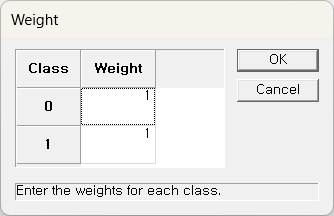 Weight
Class Weight
0 1
1 1
OK
Cancel
Enter the weights for each class.